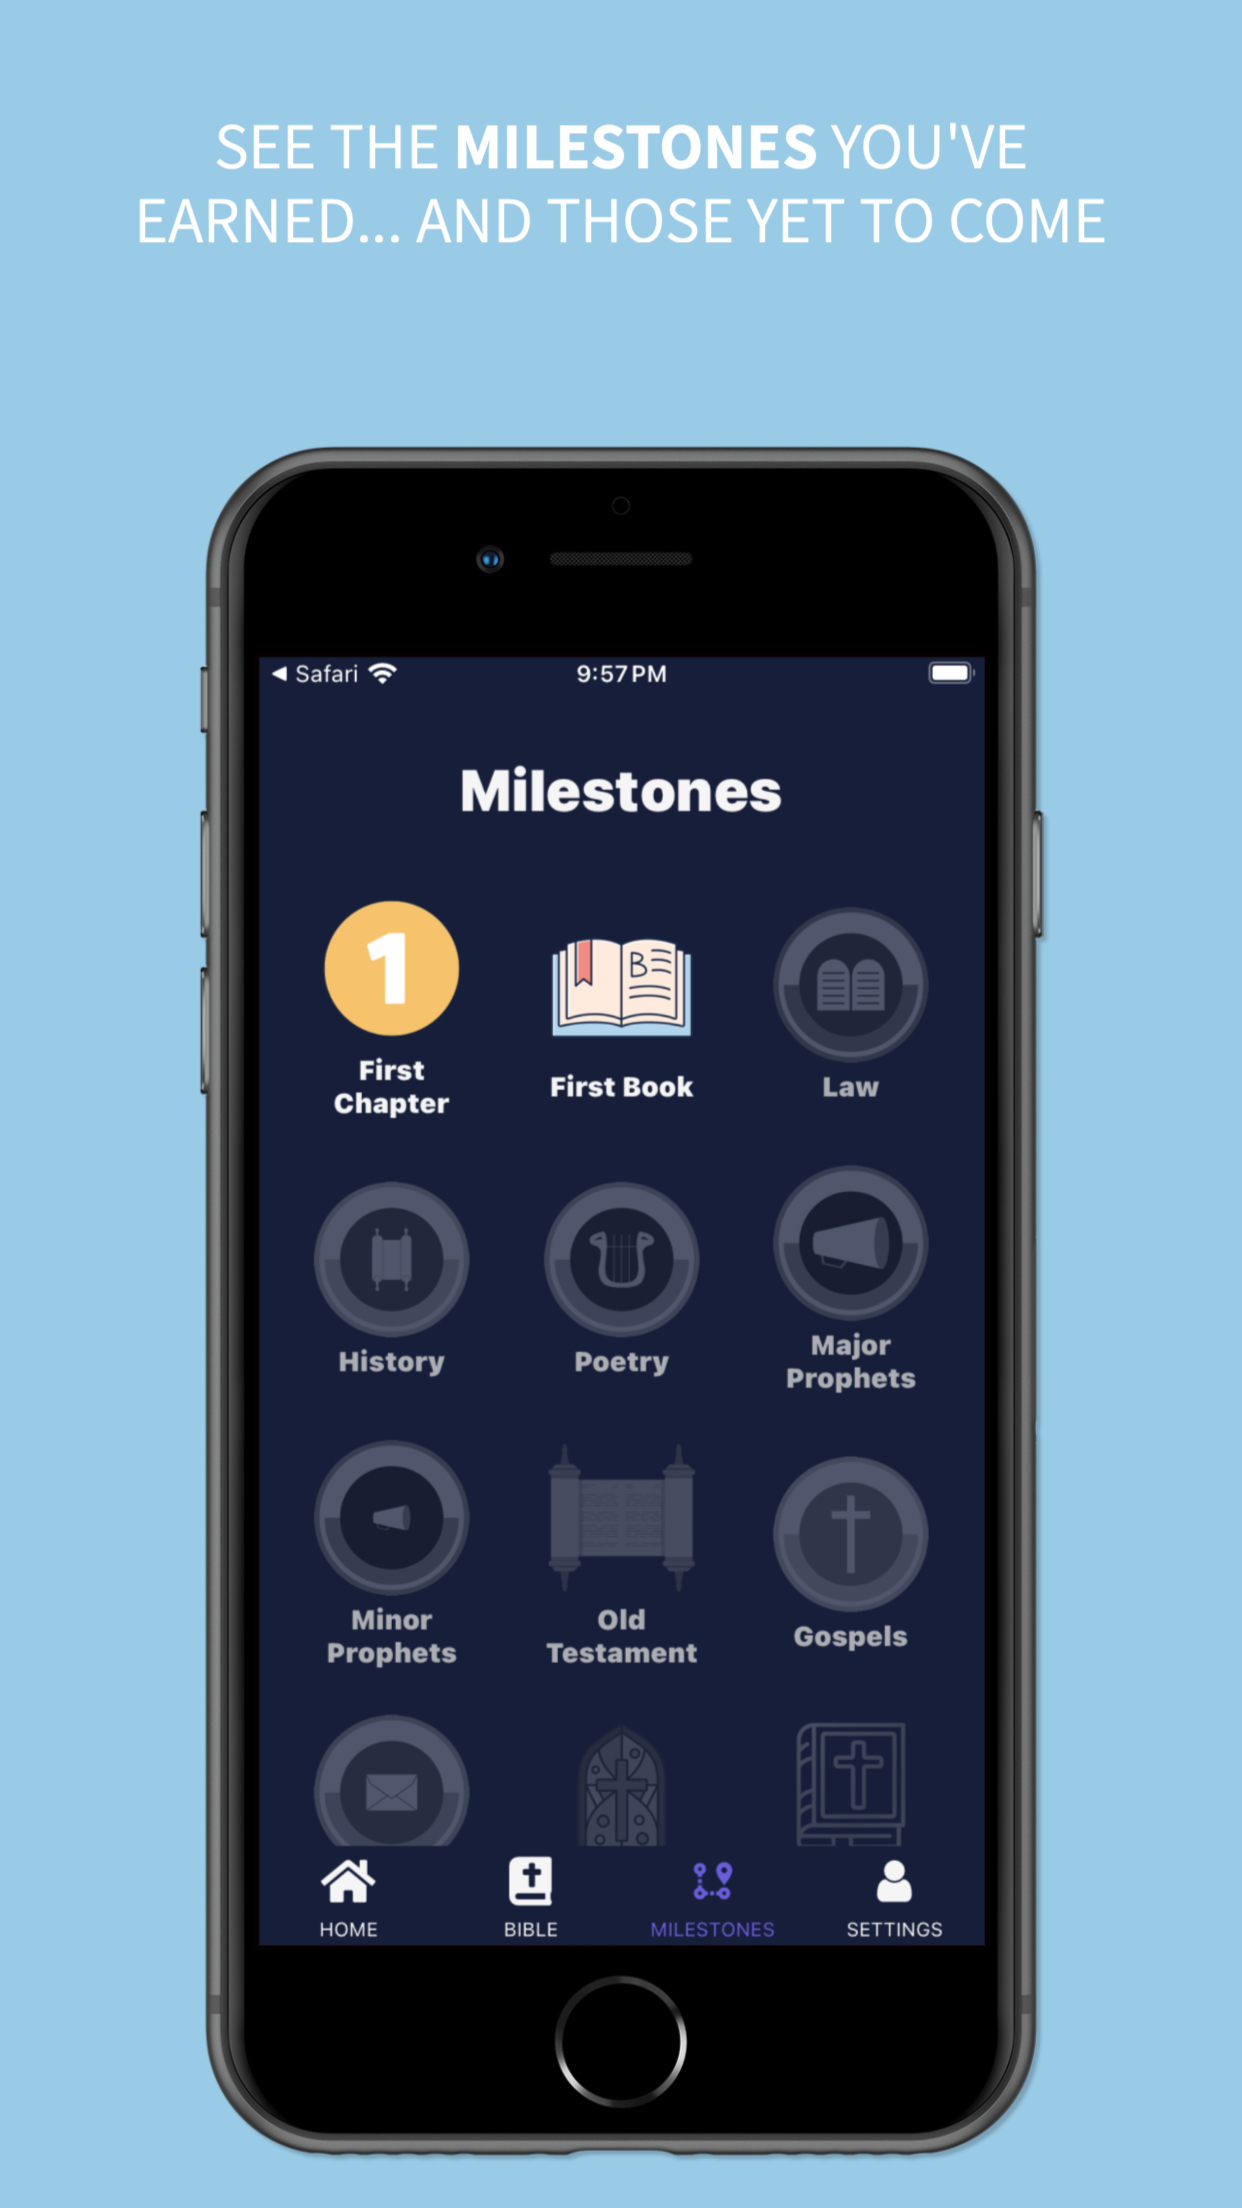 SEE THE MILESTONES YOU'VE
EARNED... AND THOSE YET TO COME
Safari
9:57 PM
Milestones
1
B
First
Chapter
First Book
Law
History
Poetry
Major
Prophets
Minor
Prophets
Old
Testament
Gospels
HOME
BIBLE
MILESTONES
SETTINGS